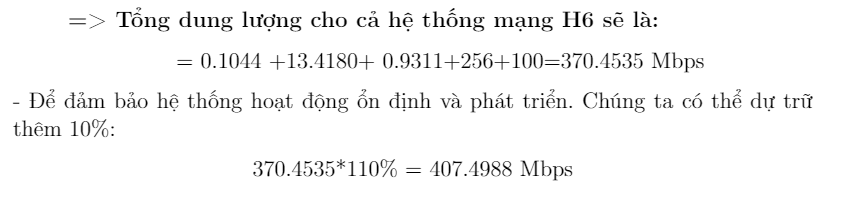 => Tổng dung lượng cho cả hệ thống mạng H6 sẽ là:
= 0.1044 +13.4180+ 0.9311+256+100=370.4535 Mbps
- Để đảm bảo hệ thống hoạt động ổn định và phát triển. Chúng ta có thể dự trữ
thêm 10%:
370.4535*110% = 407.4988 Mbps